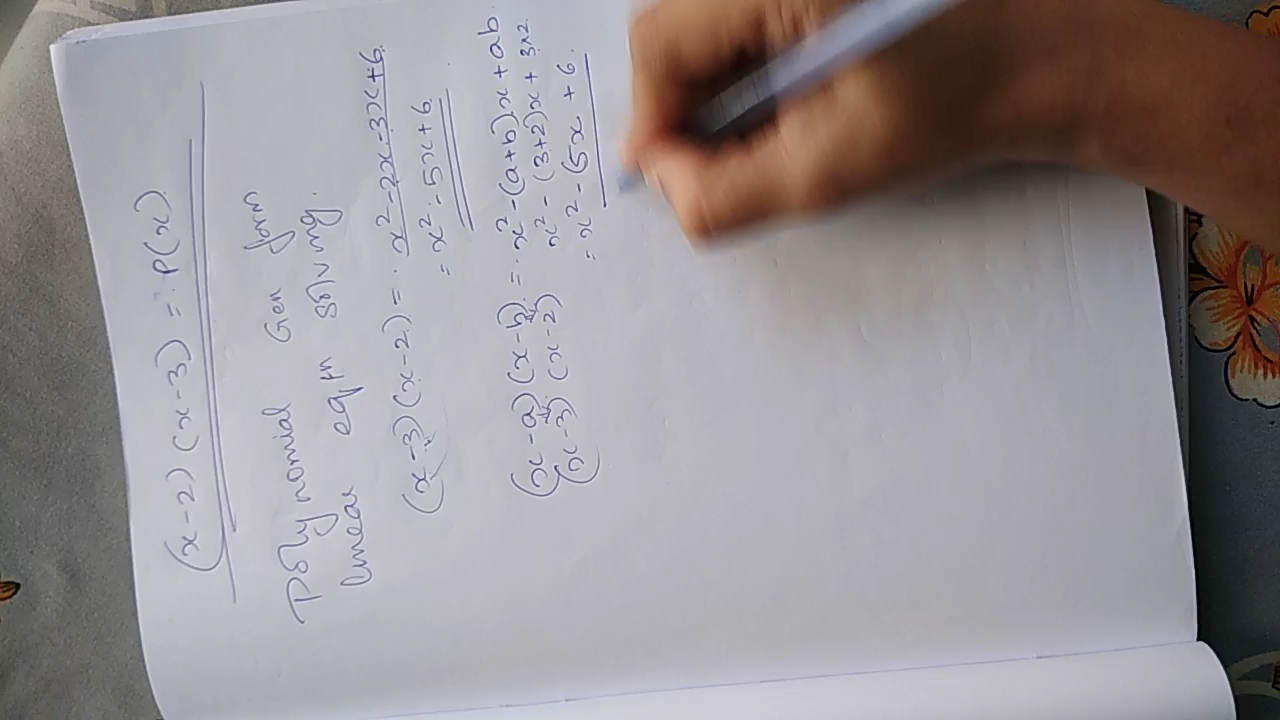 (x-2)(x-3) = P(x)
Polynomial Gen form
linear eqtn solving.
(x-3)(x-2) = x² - 2x - 3x + 6.
= x² - 5x + 6
(x-a)(x-b) = x² - (a+b)x + ab.
(x-3)(x-2) x² - (3+2)x + 3×2
= x² - (5x + 6.